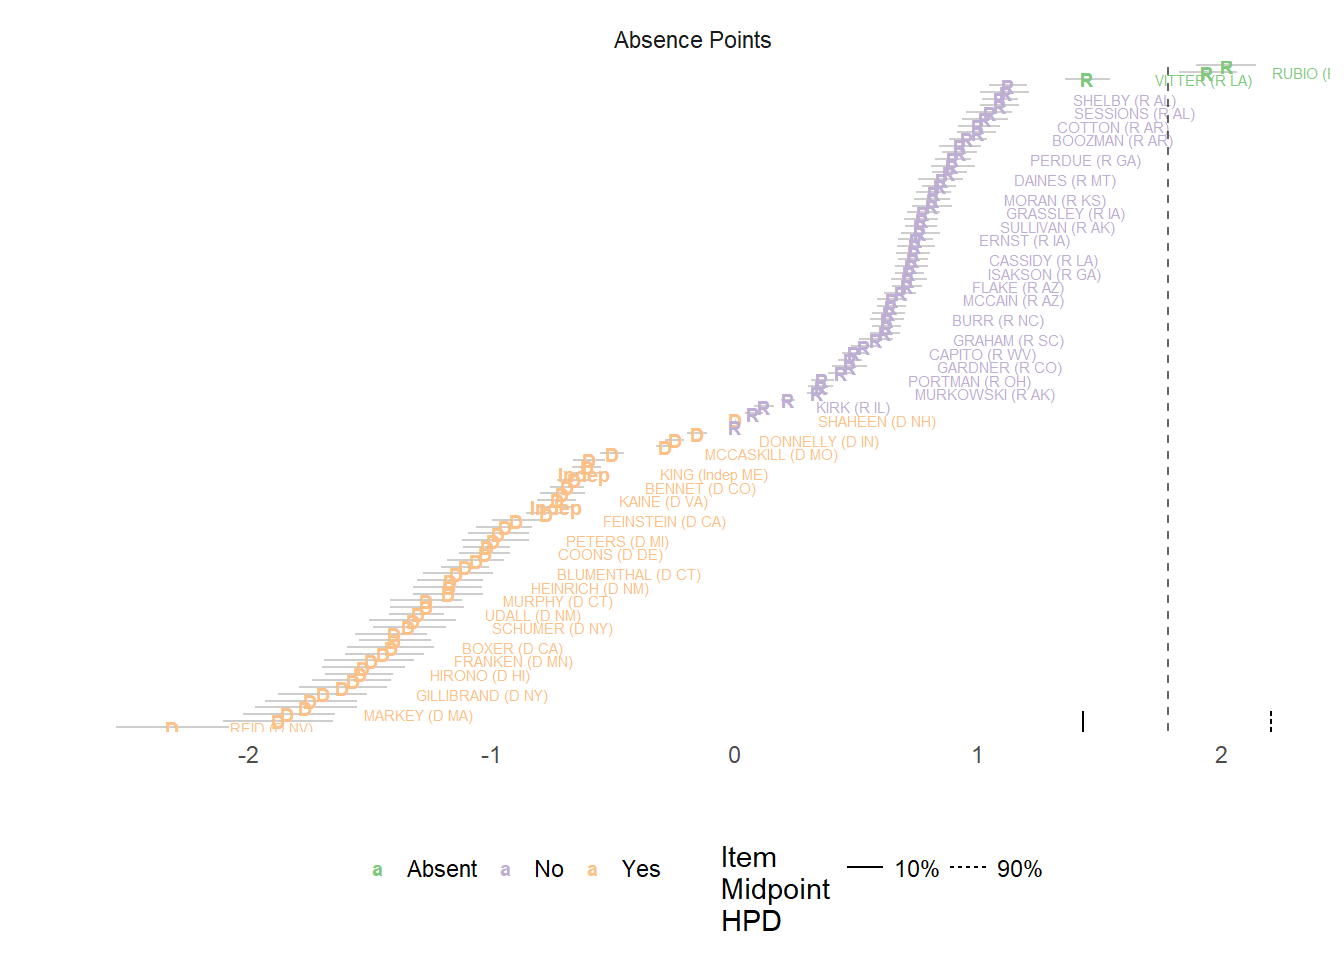 Absence Points
R
RUBIO (
R
R
VITTER (R LA)
R
R
SHELBY (R AL)
R
R
SESSIONS (R AL)
R
R
COTTON (R AR)
R
R
BOOZMAN (R AR)
R
R
R
PERDUE (R GA)
R
R
R
DAINES (R MT)
R
R
R
MORAN (R KS)
R
R
GRASSLEY (R IA)
R
R
SULLIVAN (R AK)
R
R
ERNST (R IA)
R
R
R
CASSIDY (R LA)
R
R
ISAKSON (R GA)
R
R
FLAKE (R AZ)
R
R
MCCAIN (R AZ)
R
R
R
BURR (R NC)
R
R
R
GRAHAM (R SC)
R
R
CAPITO (R WV)
R
R
GARDNER (R CO)
R
R
PORTMAN (R OH)
R
R
MURKOWSKI (R AK)
R
R
KIRK (R IL)
R
D
SHAHEEN (D NH)
R
D
D
DONNELLY (D IN)
D
D
MCCASKILL (D MO)
D
D
Indep
KING (Indep ME)
D
D
BENNET (D CO)
D
D
KAINE (D VA)
Indep
D
D
FEINSTEIN (D CA)
D
D
D
PETERS (D MI)
D
D
COONS (D DE)
D
D
D
BLUMENTHAL (D CT)
D
D
HEINRICH (D NM)
D
D
MURPHY (D CT)
D
D
UDALL (D NM)
D
D
SCHUMER (D NY)
D
D
D
BOXER (D CA)
D
D
FRANKEN (D MN)
D
D
HIRONO (D HI)
D
D
D
GILLIBRAND (D NY)
D
D
D
MARKEY (D MA)
D
D
REID (D NV)
-2 -1 0 1 2
a Absent a No a Yes
Item
Midpoint
HPD
10% 90%